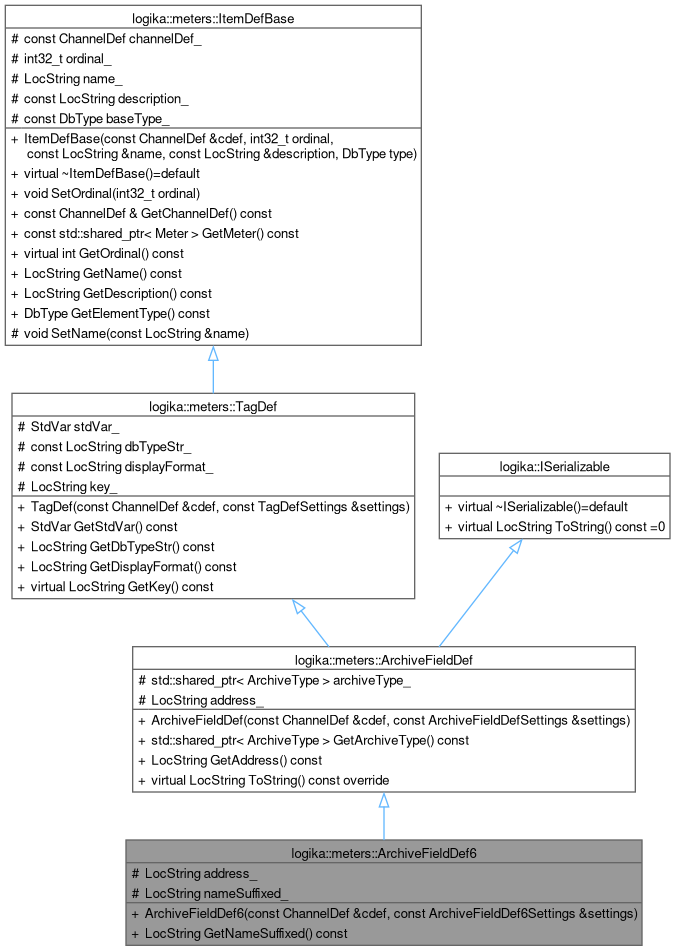 logika::meters::ItemDefBase
# const ChannelDef channelDef_
# int32_t ordinal_
# LocString name_
# const LocString description_
# const DbType baseType_
+ ItemDefBase(const ChannelDef &cdef, int32_t ordinal,
const LocString &name, const LocString &description, DbType type)
+ virtual ~ItemDefBase()=default
+ void SetOrdinal(int32_t ordinal)
+ const ChannelDef & GetChannelDef() const
+ const std::shared_ptr< Meter > GetMeter() const
+ virtual int GetOrdinal() const
+ LocString GetName() const
+ LocString GetDescription() const
+ DbType GetElementType() const
# void SetName(const LocString &name)
logika::meters::TagDef
# StdVar stdVar_
# const LocString dbTypeStr_
# const LocString displayFormat_
# LocString key_
+ TagDef(const ChannelDef &cdef, const TagDefSettings &settings)
+ StdVar GetStdVar() const
+ LocString GetDbTypeStr() const
+ LocString GetDisplayFormat() const
+ virtual LocString GetKey() const
logika::ISerializable
+ virtual ~ISerializable()=default
+ virtual LocString ToString() const =0
logika::meters::ArchiveFieldDef
# std::shared_ptr< ArchiveType > archiveType_
# LocString address_
+ ArchiveFieldDef(const ChannelDef &cdef, const ArchiveFieldDefSettings &settings)
+ std::shared_ptr< ArchiveType > GetArchiveType() const
+ LocString GetAddress() const
+ virtual LocString ToString() const override
logika::meters::ArchiveFieldDef6
# LocString address_
# LocString nameSuffixed_
+ ArchiveFieldDef6(const ChannelDef &cdef, const ArchiveFieldDef6Settings &settings)
+ LocString GetNameSuffixed() const